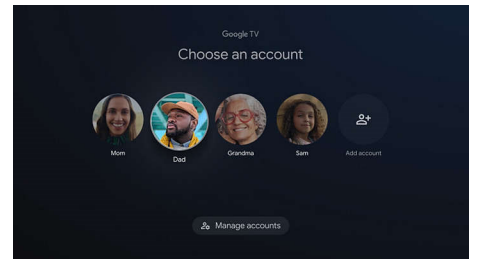 Google TV
Choose an account
Mom
Dad
Grandma
Sam
Add account
Manage accounts